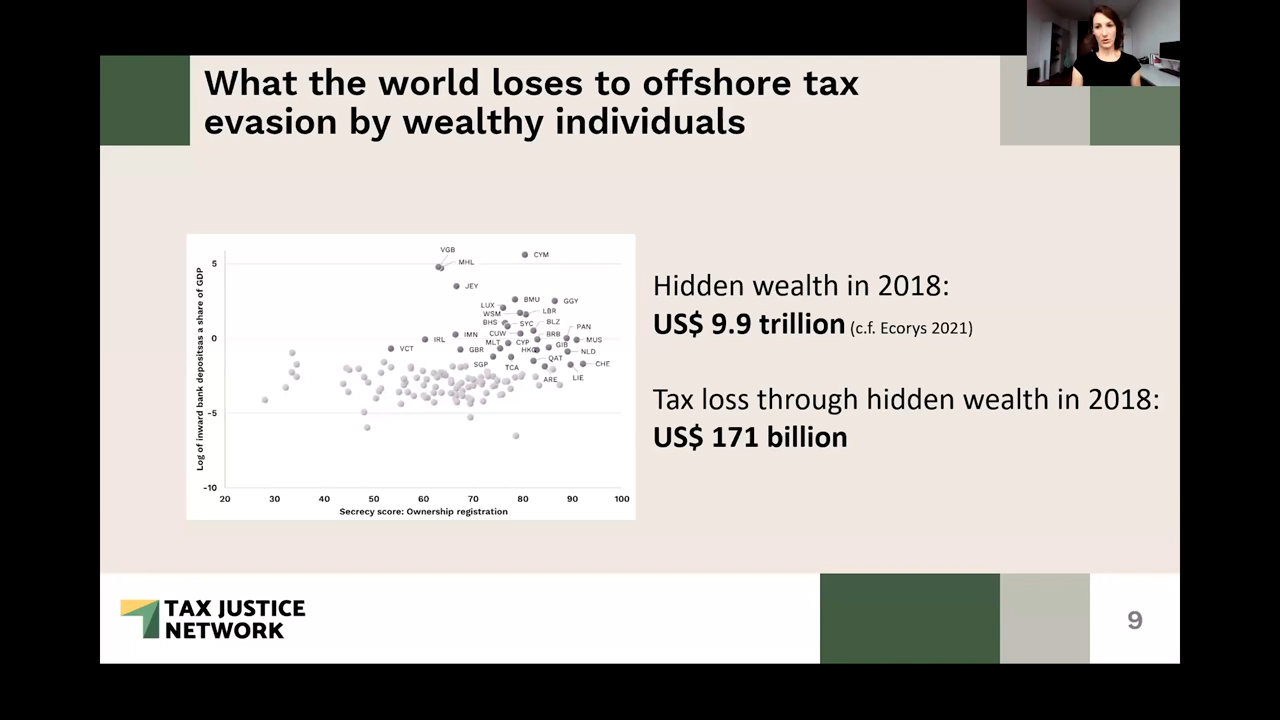 What the world loses to offshore tax
evasion by wealthy individuals
Log of inward bank depositsas a share of GDP
5
0
-5
-10
20 30 40 50 60 70 80 90 100
Secrecy score: Ownership registration
VGB
MHL
CYM
JEY
LUX
BMU
GGY
WSM
LBR
BHS
SYC
BLZ
PAN
VCT
IRL
IMN
CUW
BRB
MUS
GBR
MLT
CYP
HKG
GIB
NLD
SGP
TCA
QAT
CHE
ARE
LIE
Hidden wealth in 2018:
US$ 9.9 trillion (c.f. Ecorys 2021)
Tax loss through hidden wealth in 2018:
US$ 171 billion
TAX JUSTICE
NETWORK
9